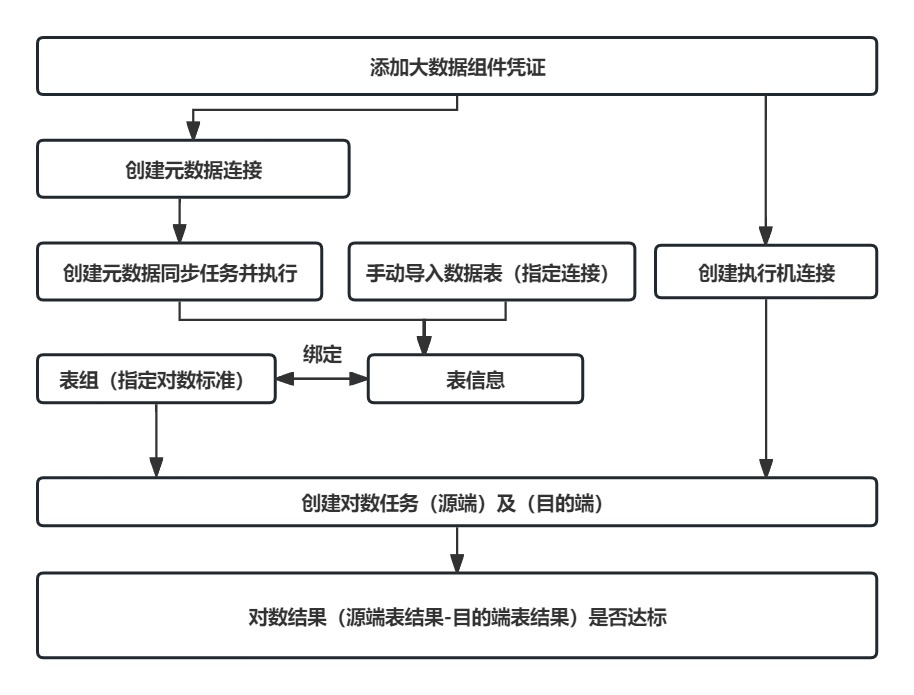 添加大数据组件凭证
创建元数据连接
创建元数据同步任务并执行
手动导入数据表（指定连接）
创建执行机连接
绑定
表组（指定对数标准）
表信息
创建对数任务（源端）及（目的端）
对数结果（源端表结果-目的端表结果）是否达标